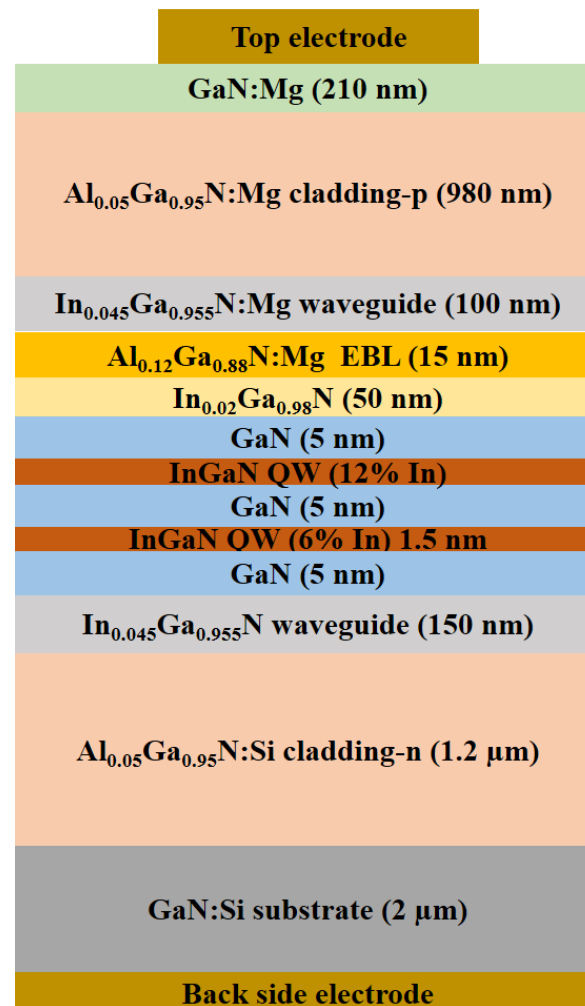 Top electrode
GaN:Mg (210 nm)
Al₀.₀₅Ga₀.₉₅N:Mg cladding-p (980 nm)
In₀.₀₄₅Ga₀.₉₅₅N:Mg waveguide (100 nm)
Al₀.₁₂Ga₀.₈₈N:Mg EBL (15 nm)
In₀.₀₂Ga₀.₉₈N (50 nm)
GaN (5 nm)
InGaN QW (12% In)
GaN (5 nm)
InGaN QW (6% In) 1.5 nm
GaN (5 nm)
In₀.₀₄₅Ga₀.₉₅₅N waveguide (150 nm)
Al₀.₀₅Ga₀.₉₅N:Si cladding-n (1.2 µm)
GaN:Si substrate (2 µm)
Back side electrode